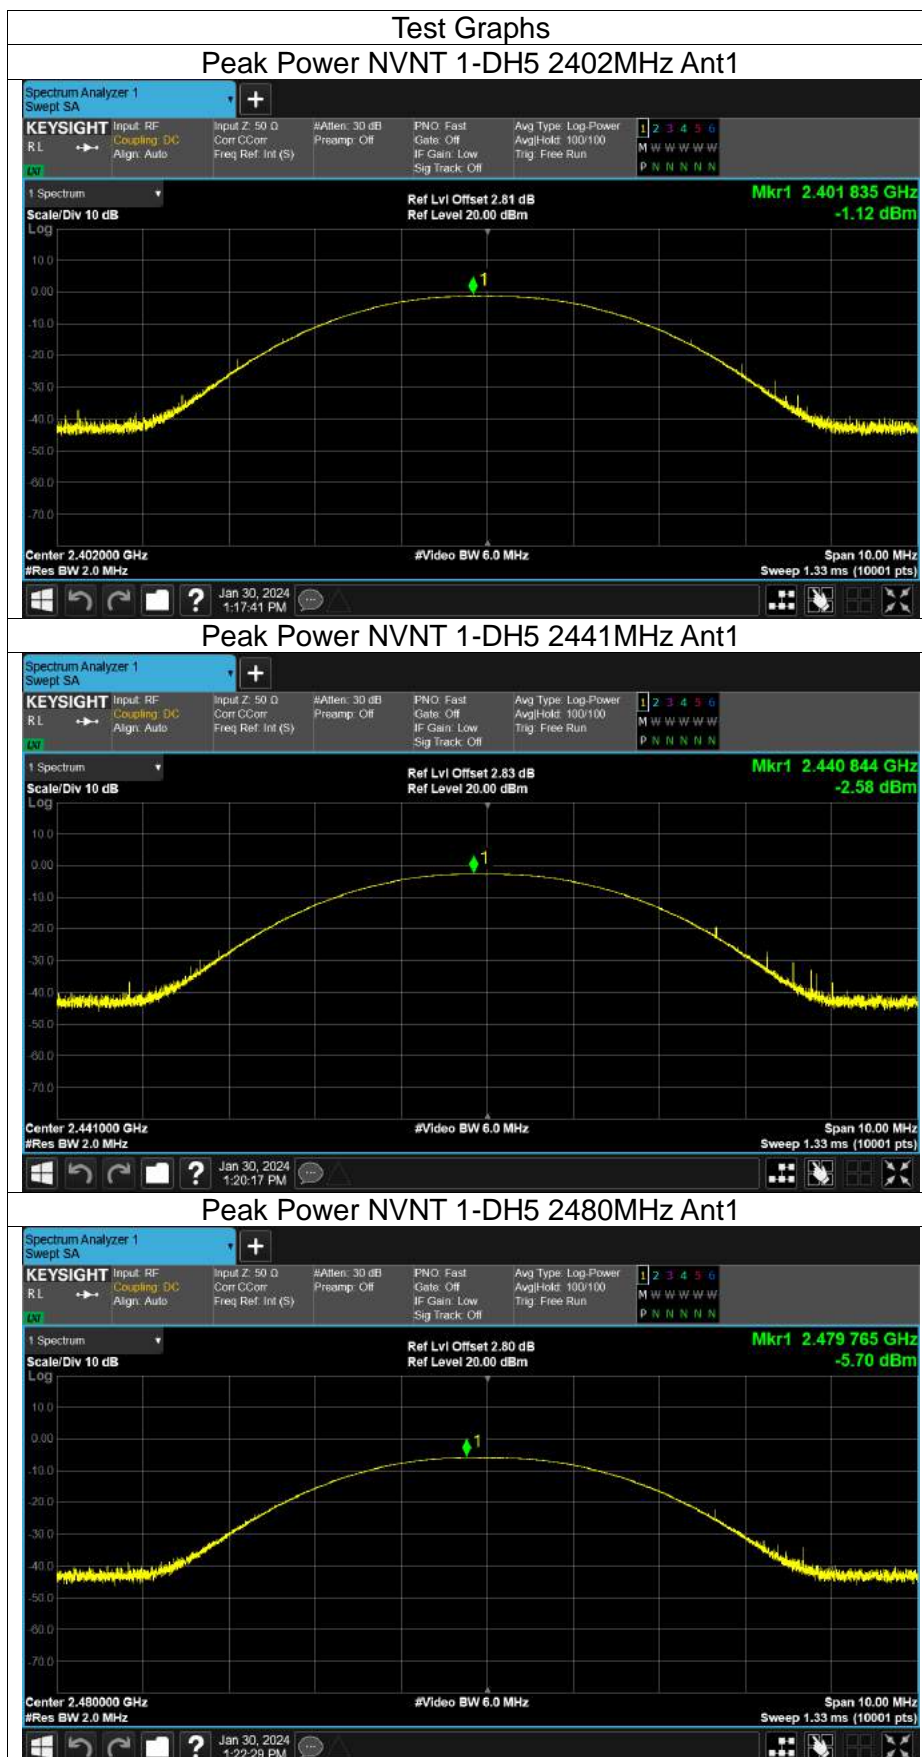 Test Graphs
Peak Power NVNT 1-DH5 2402MHz Ant1
Spectrum Analyzer 1
Swept SA
+
KEYSIGHT Input: RF Input Z: 50 Ω #Atten: 30 dB PNO: Fast Avg Type: Log-Power 1 2 3 4 5 6
RL Coupling: DC Corr CCorr Preamp: Off Gate: Off Avg|Hold: 100/100 M W W W W W
Align: Auto Freq Ref: Int (S) IF Gain: Low Trig: Free Run P N N N N N
LXI Sig Track: Off
1 Spectrum Ref Lvl Offset 2.81 dB Mkr1 2.401 835 GHz
Scale/Div 10 dB Ref Level 20.00 dBm -1.12 dBm
Log
10.0
1
0.00
-10.0
-20.0
-30.0
-40.0
-50.0
-60.0
-70.0
Center 2.402000 GHz #Video BW 6.0 MHz Span 10.00 MHz
#Res BW 2.0 MHz Sweep 1.33 ms (10001 pts)
? Jan 30, 2024
1:17:41 PM
Peak Power NVNT 1-DH5 2441MHz Ant1
Spectrum Analyzer 1
Swept SA
+
KEYSIGHT Input: RF Input Z: 50 Ω #Atten: 30 dB PNO: Fast Avg Type: Log-Power 1 2 3 4 5 6
RL Coupling: DC Corr CCorr Preamp: Off Gate: Off Avg|Hold: 100/100 M W W W W W
Align: Auto Freq Ref: Int (S) IF Gain: Low Trig: Free Run P N N N N N
LXI Sig Track: Off
1 Spectrum Ref Lvl Offset 2.83 dB Mkr1 2.440 844 GHz
Scale/Div 10 dB Ref Level 20.00 dBm -2.58 dBm
Log
10.0
1
0.00
-10.0
-20.0
-30.0
-40.0
-50.0
-60.0
-70.0
Center 2.441000 GHz #Video BW 6.0 MHz Span 10.00 MHz
#Res BW 2.0 MHz Sweep 1.33 ms (10001 pts)
? Jan 30, 2024
1:20:17 PM
Peak Power NVNT 1-DH5 2480MHz Ant1
Spectrum Analyzer 1
Swept SA
+
KEYSIGHT Input: RF Input Z: 50 Ω #Atten: 30 dB PNO: Fast Avg Type: Log-Power 1 2 3 4 5 6
RL Coupling: DC Corr CCorr Preamp: Off Gate: Off Avg|Hold: 100/100 M W W W W W
Align: Auto Freq Ref: Int (S) IF Gain: Low Trig: Free Run P N N N N N
LXI Sig Track: Off
1 Spectrum Ref Lvl Offset 2.80 dB Mkr1 2.479 765 GHz
Scale/Div 10 dB Ref Level 20.00 dBm -5.70 dBm
Log
10.0
0.00
1
-10.0
-20.0
-30.0
-40.0
-50.0
-60.0
-70.0
Center 2.480000 GHz #Video BW 6.0 MHz Span 10.00 MHz
#Res BW 2.0 MHz Sweep 1.33 ms (10001 pts)
? Jan 30, 2024
1:22:29 PM